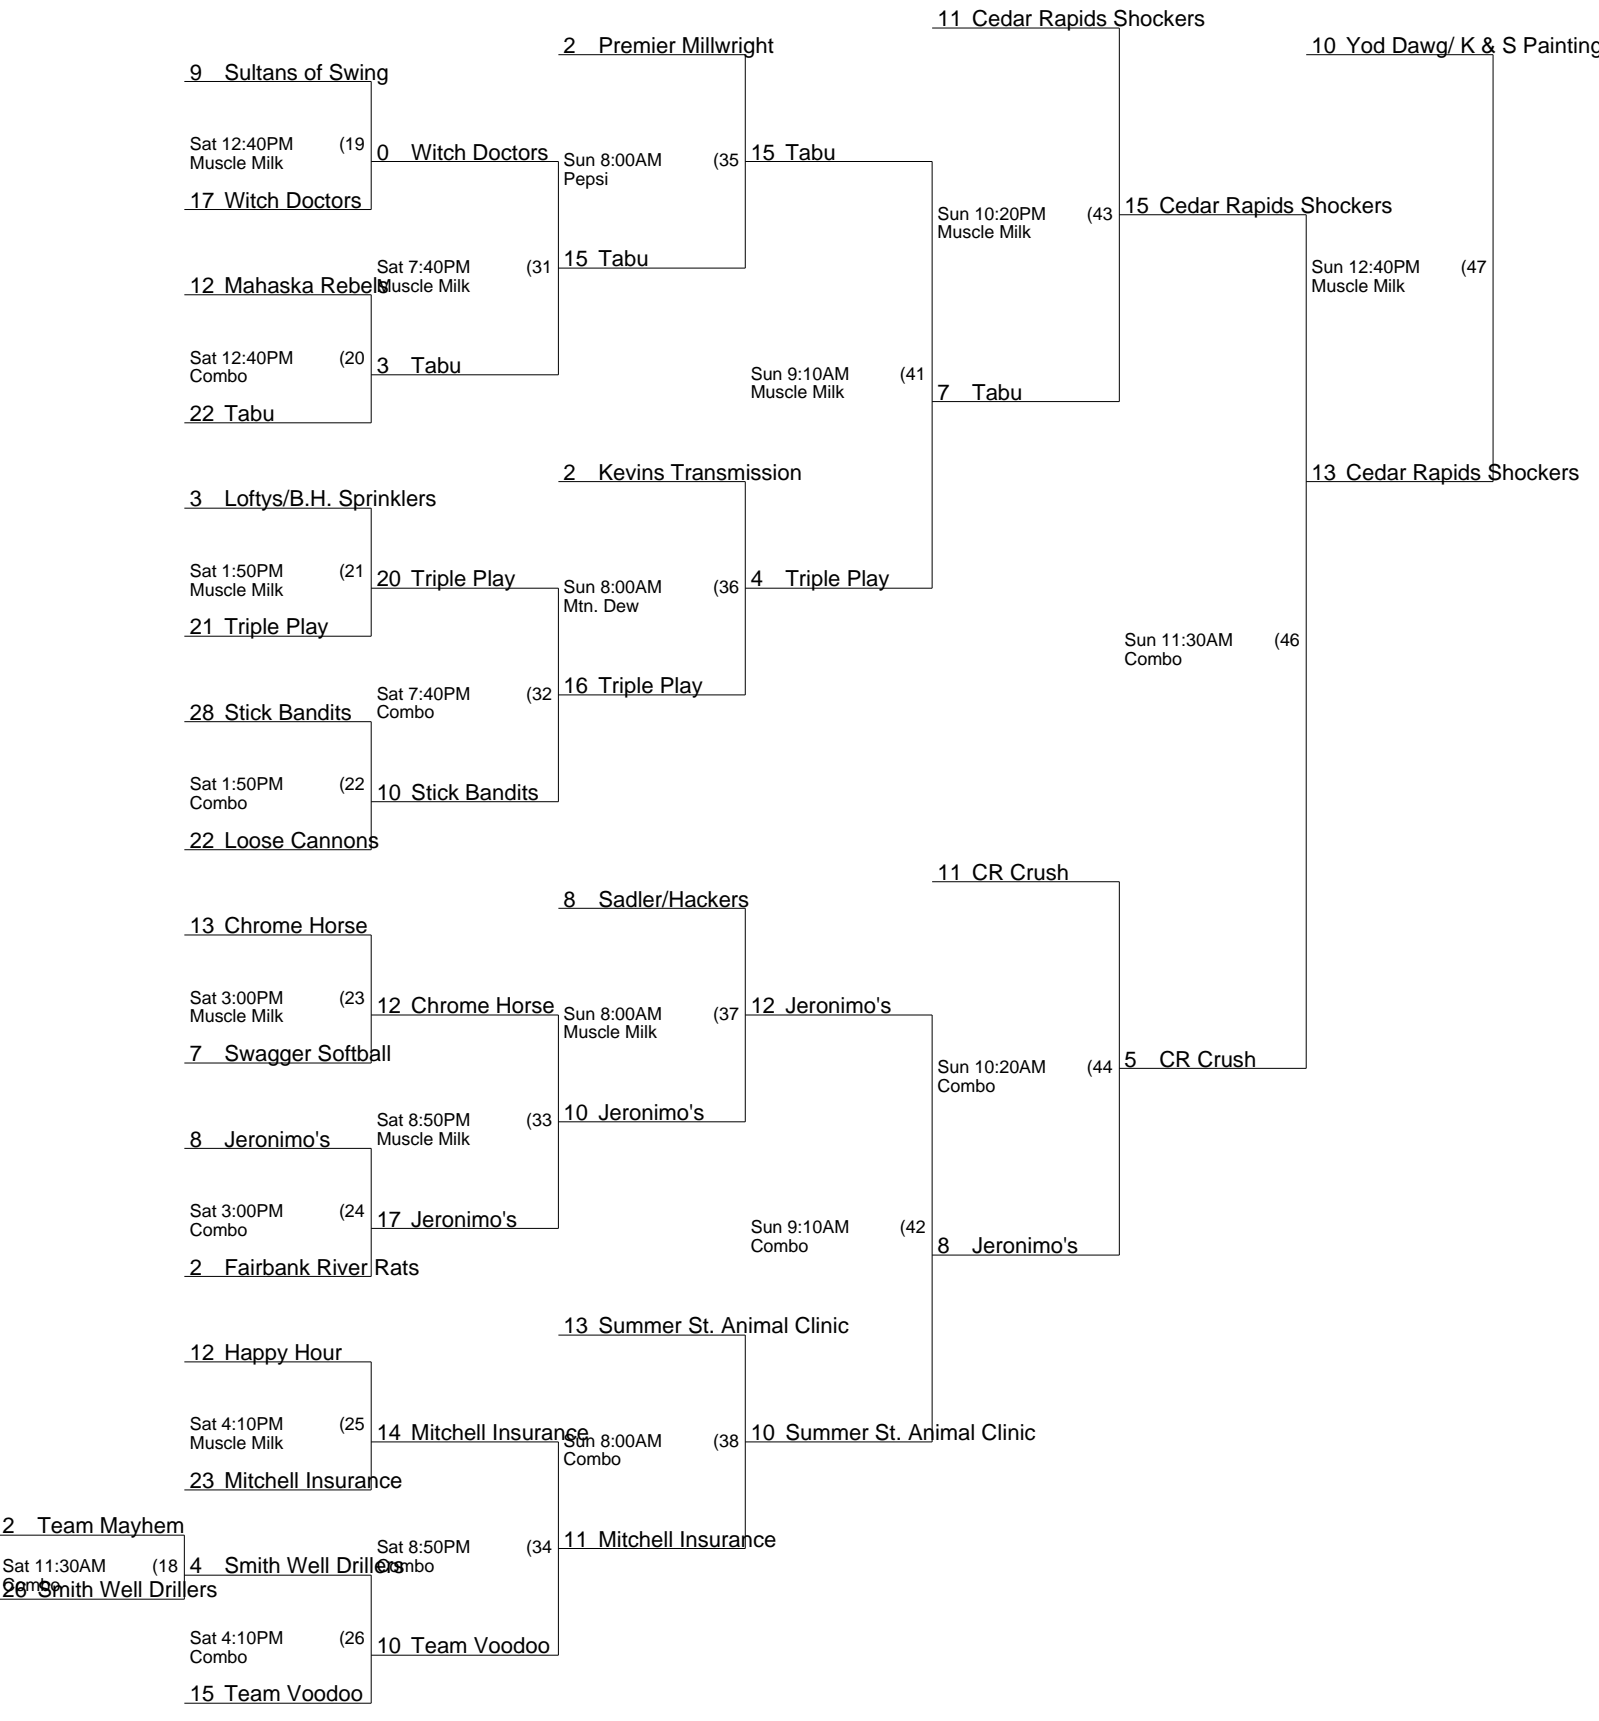 11 Cedar Rapids Shockers
2 Premier Millwright
10 Yod Dawg/ K & S Painting
9 Sultans of Swing
Sat 12:40PM (19
Muscle Milk
0 Witch Doctors
Sun 8:00AM (35
Pepsi
15 Tabu
17 Witch Doctors
Sun 10:20PM (43
Muscle Milk
15 Cedar Rapids Shockers
Sat 7:40PM (31
Muscle Milk
15 Tabu
Sun 12:40PM (47
Muscle Milk
12 Mahaska Rebels
Sat 12:40PM (20
Combo
3 Tabu
Sun 9:10AM (41
Muscle Milk
7 Tabu
22 Tabu
2 Kevins Transmission
13 Cedar Rapids Shockers
3 Loftys/B.H. Sprinklers
Sat 1:50PM (21
Muscle Milk
20 Triple Play
Sun 8:00AM (36
Mtn. Dew
4 Triple Play
21 Triple Play
Sun 11:30AM (46
Combo
Sat 7:40PM (32
Combo
16 Triple Play
28 Stick Bandits
Sat 1:50PM (22
Combo
10 Stick Bandits
22 Loose Cannons
11 CR Crush
8 Sadler/Hackers
13 Chrome Horse
Sat 3:00PM (23
Muscle Milk
12 Chrome Horse
Sun 8:00AM (37
Muscle Milk
12 Jeronimo's
7 Swagger Softball
Sun 10:20AM (44
Combo
5 CR Crush
Sat 8:50PM (33
Muscle Milk
10 Jeronimo's
8 Jeronimo's
Sat 3:00PM (24
Combo
17 Jeronimo's
Sun 9:10AM (42
Combo
8 Jeronimo's
2 Fairbank River Rats
13 Summer St. Animal Clinic
12 Happy Hour
Sat 4:10PM (25
Muscle Milk
14 Mitchell Insurance
Sun 8:00AM (38
Combo
10 Summer St. Animal Clinic
23 Mitchell Insurance
2 Team Mayhem
Sat 11:30AM (18
Combo
4 Smith Well Drillers
Sat 8:50PM (34
Combo
11 Mitchell Insurance
26 Smith Well Drillers
Sat 4:10PM (26
Combo
10 Team Voodoo
15 Team Voodoo